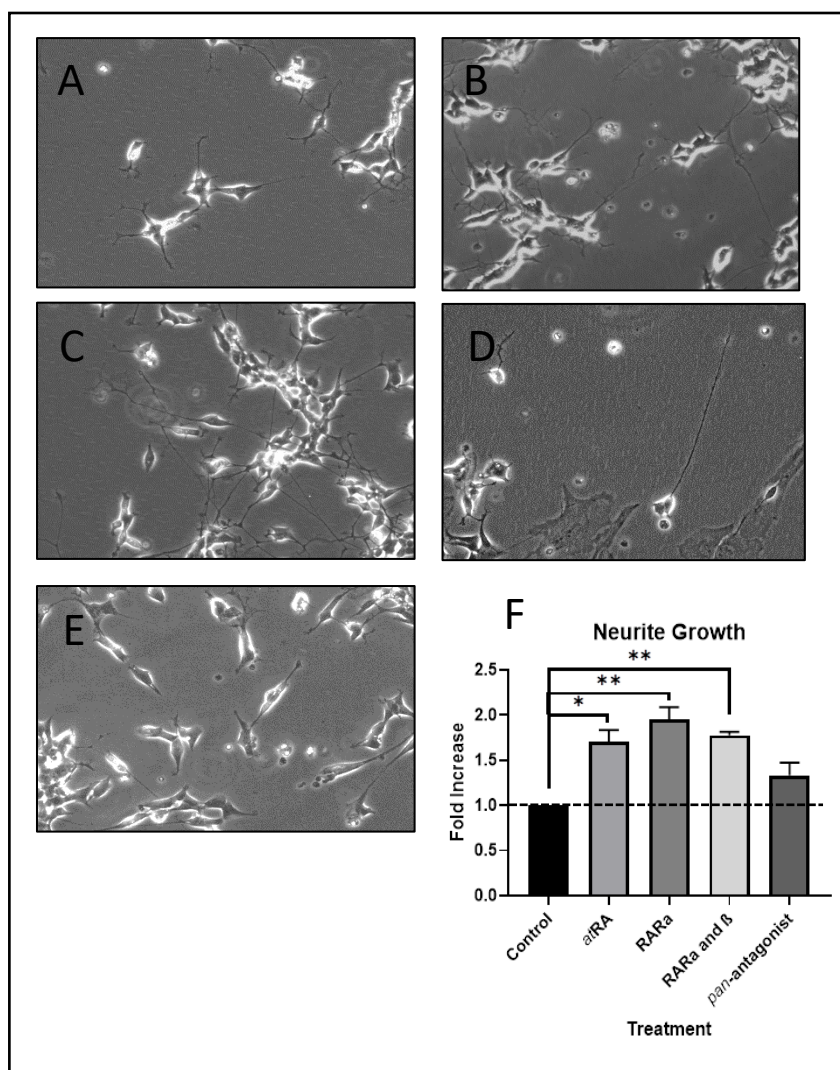 A
B
C
D
E
F
Neurite Growth
**
**
*
2.5
2.0
1.5
1.0
0.5
0.0
Fold Increase
Control
atRA
RARa
RARa and ß
pan-antagonist
Treatment